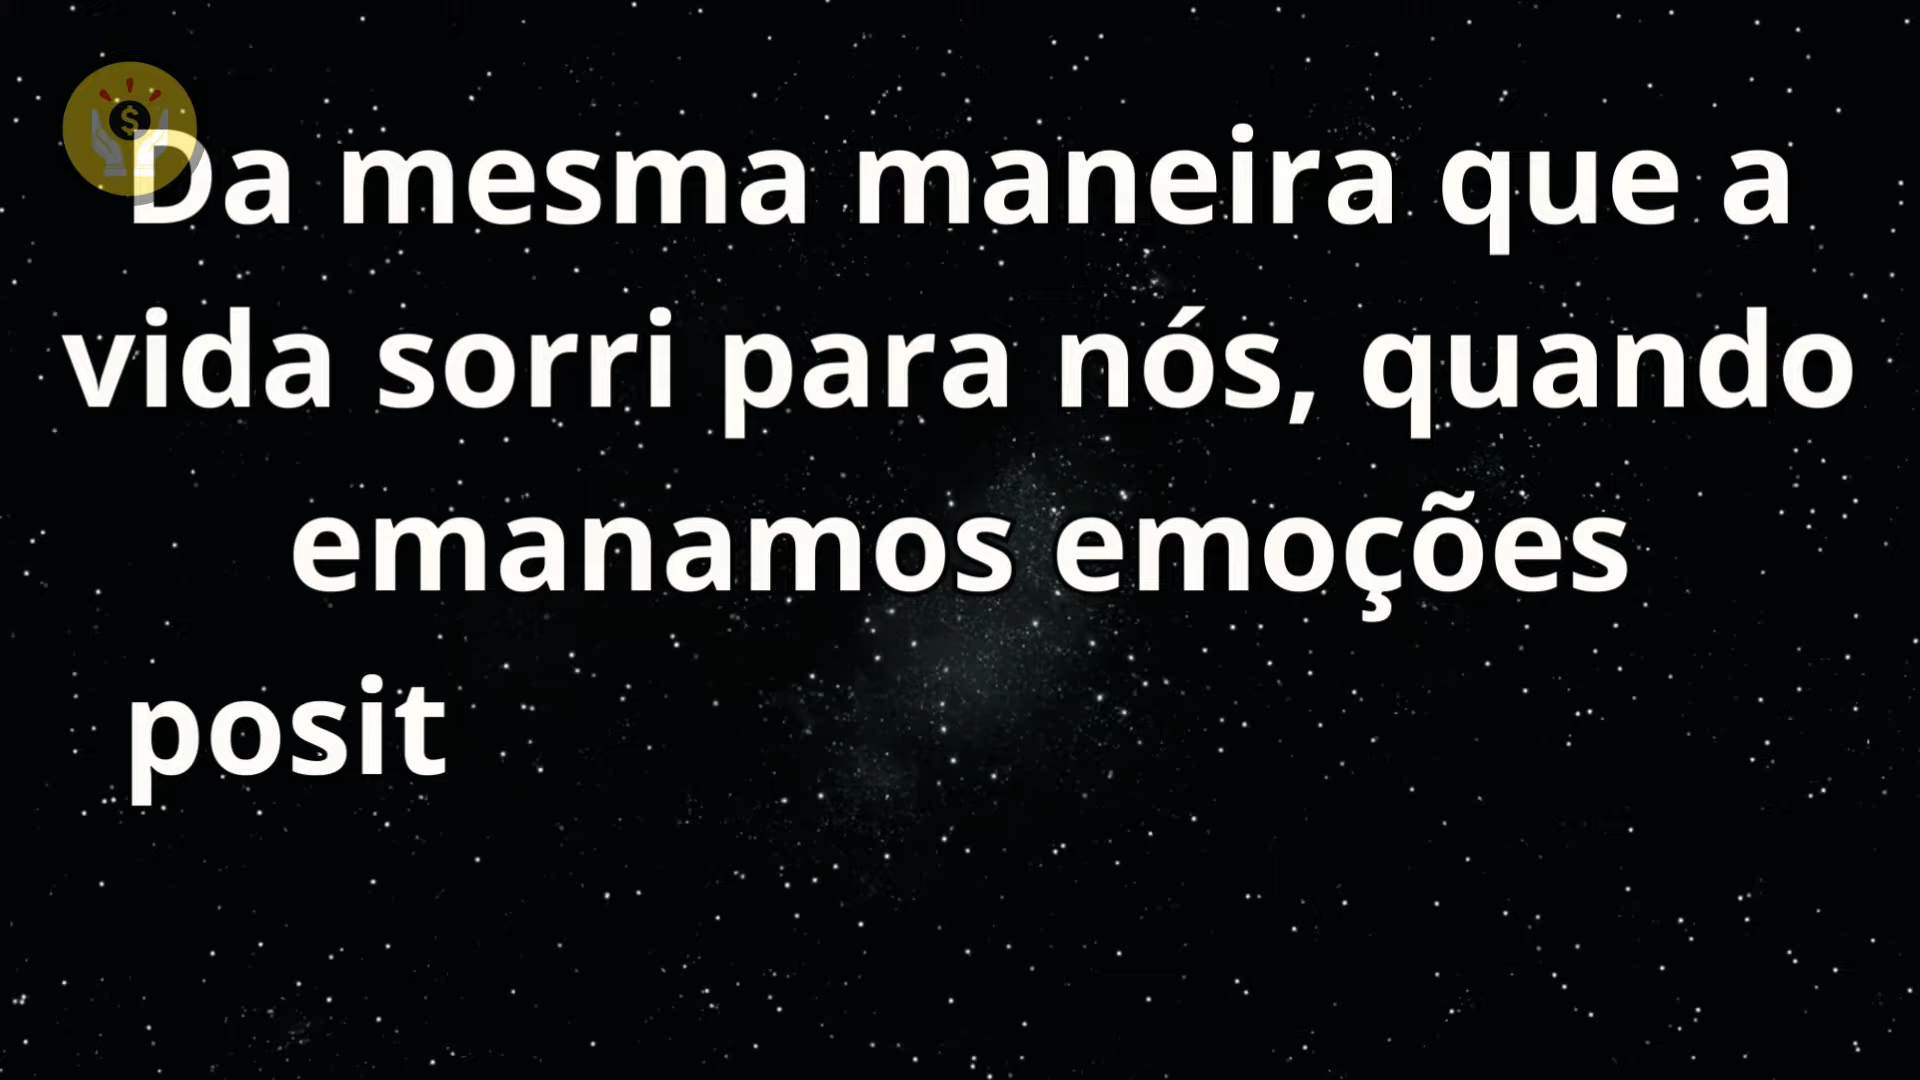 Da mesma maneira que a
vida sorri para nós, quando
emanamos emoções
posit